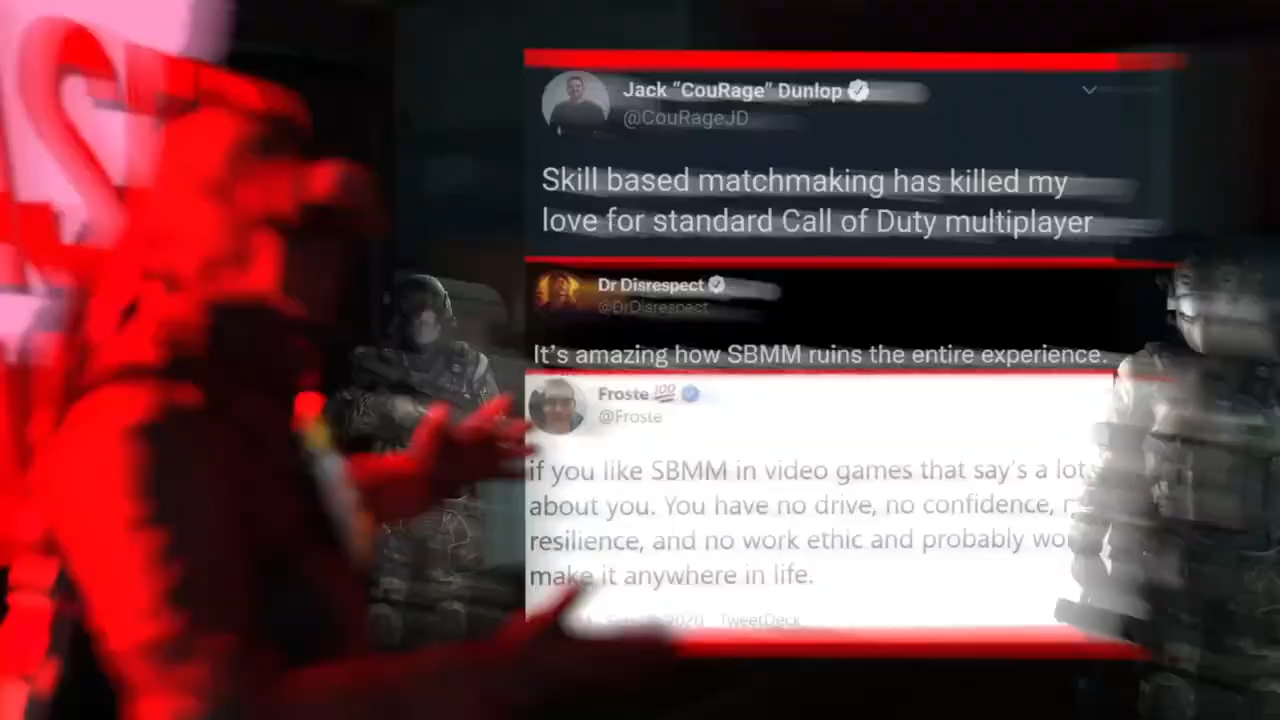 Jack “CouRage” Dunlop
@CouRageJD
Skill based matchmaking has killed my
love for standard Call of Duty multiplayer
Dr Disrespect
@DrDisrespect
It’s amazing how SBMM ruins the entire experience.
Froste 💯
@Froste
if you like SBMM in video games that say's a lot
about you. You have no drive, no confidence,
resilience, and no work ethic and probably
make it anywhere in life.
2020 · TweetDeck